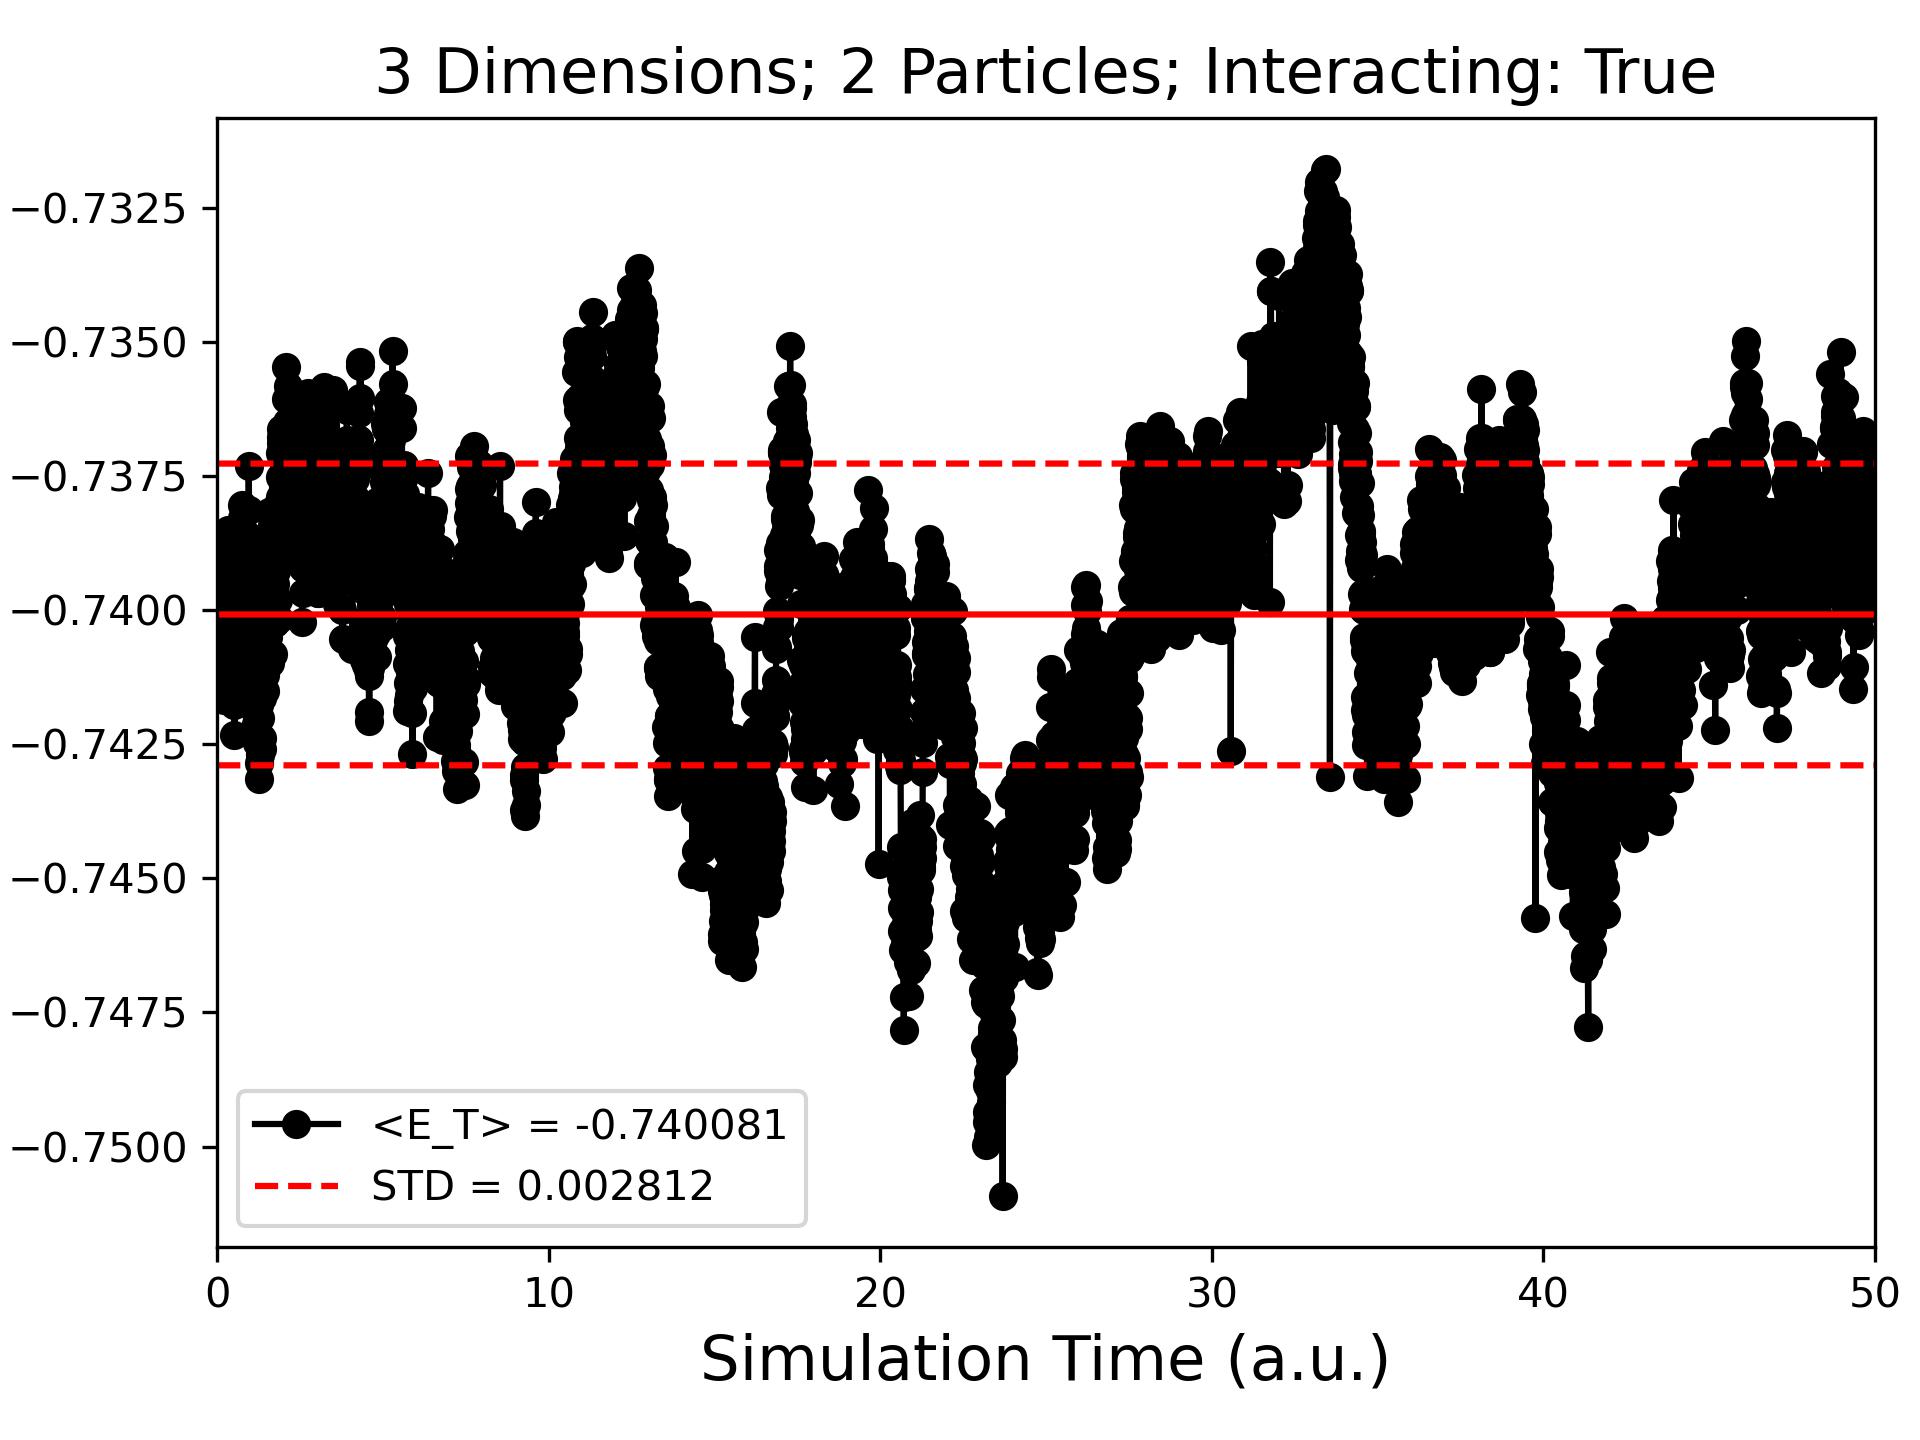 3 Dimensions; 2 Particles; Interacting: True
−0.7325
−0.7350
−0.7375
−0.7400
−0.7425
−0.7450
−0.7475
−0.7500
<E_T> = -0.740081
STD = 0.002812
0 10 20 30 40 50
Simulation Time (a.u.)